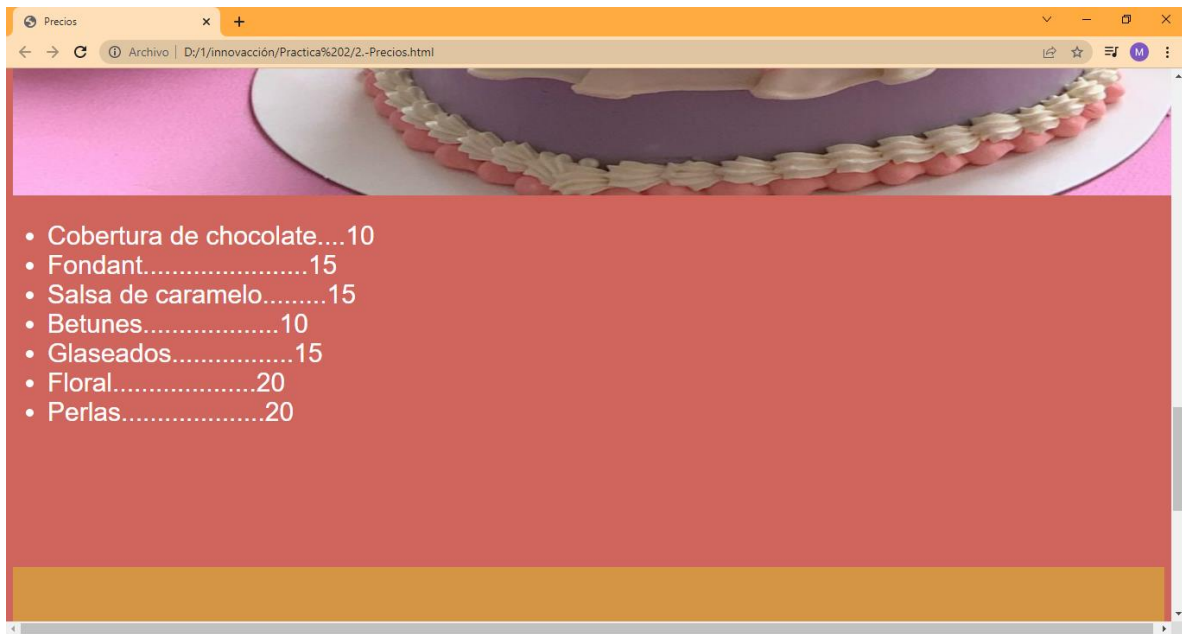 Precios
Archivo | D:/1/innovacción/Practica%202/2.-Precios.html
M
• Cobertura de chocolate....10
• Fondant.......................15
• Salsa de caramelo.........15
• Betunes...................10
• Glaseados.................15
• Floral....................20
• Perlas....................20